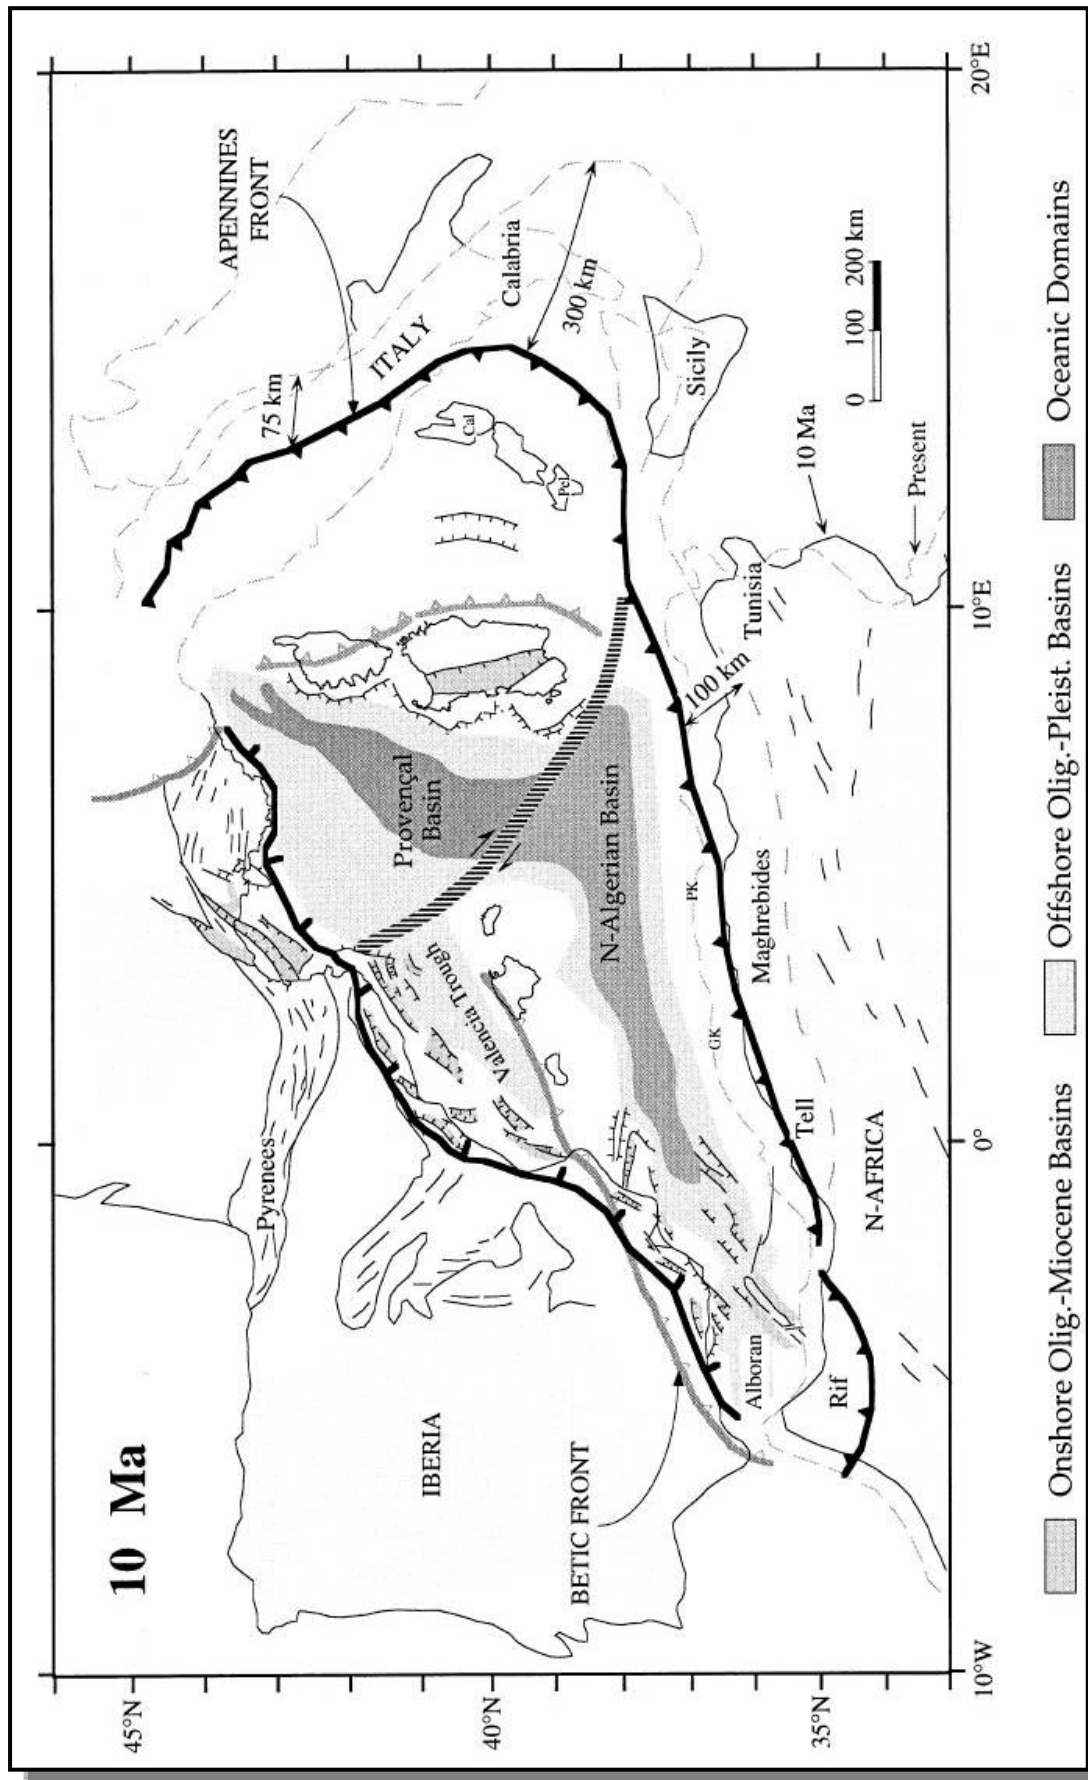 10 Ma
45°N
40°N
35°N
10°W
0°
10°E
20°E
APENNINES
FRONT
75 km
ITALY
Calabria
300 km
Cal
Pel
Sicily
0 100 200 km
10 Ma
Present
Tunisia
100 km
Provençal
Basin
N-Algerian Basin
Valencia Trough
PK
GK
Maghrebides
Tell
N-AFRICA
Pyrenees
IBERIA
BETIC FRONT
Alboran
Rif
Onshore Olig.-Miocene Basins
Offshore Olig.-Pleist. Basins
Oceanic Domains